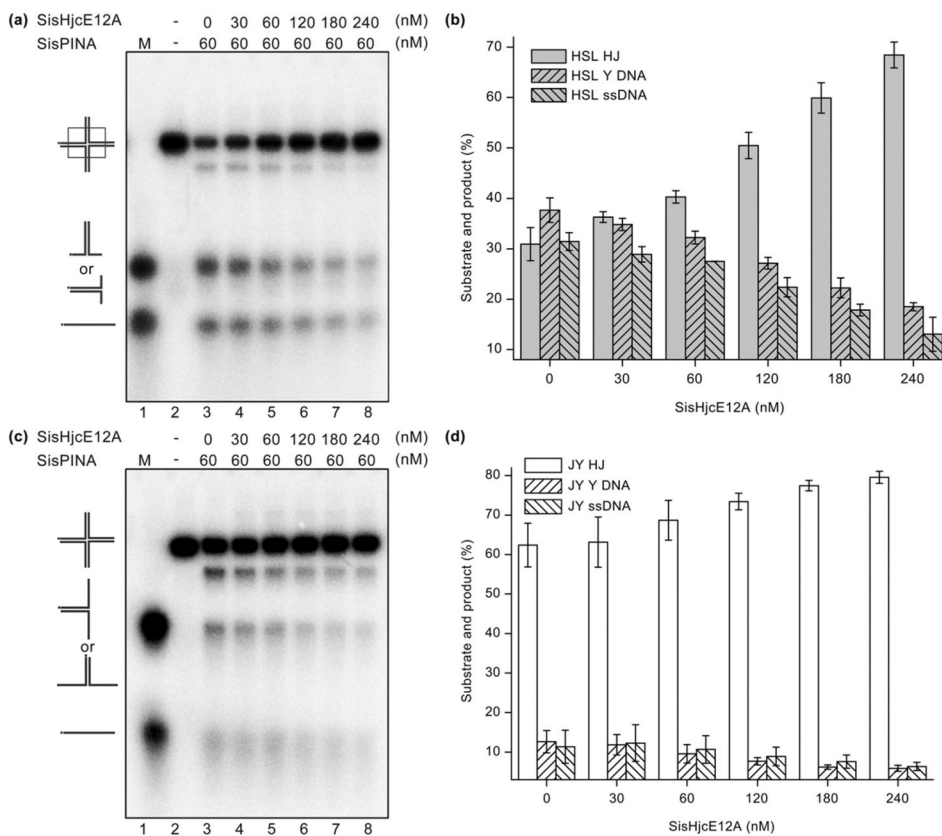 (a)
SisHjcE12A - 0 30 60 120 180 240 (nM)
SisPINA M - 60 60 60 60 60 60 (nM)
or
1 2 3 4 5 6 7 8
(b)
HSL HJ
HSL Y DNA
HSL ssDNA
Substrate and product (%)
70
60
50
40
30
20
10
0 30 60 120 180 240
SisHjcE12A (nM)
(c)
SisHjcE12A - 0 30 60 120 180 240 (nM)
SisPINA M - 60 60 60 60 60 60 (nM)
or
1 2 3 4 5 6 7 8
(d)
JY HJ
JY Y DNA
JY ssDNA
Substrate and product (%)
80
70
60
50
40
30
20
10
0 30 60 120 180 240
SisHjcE12A (nM)